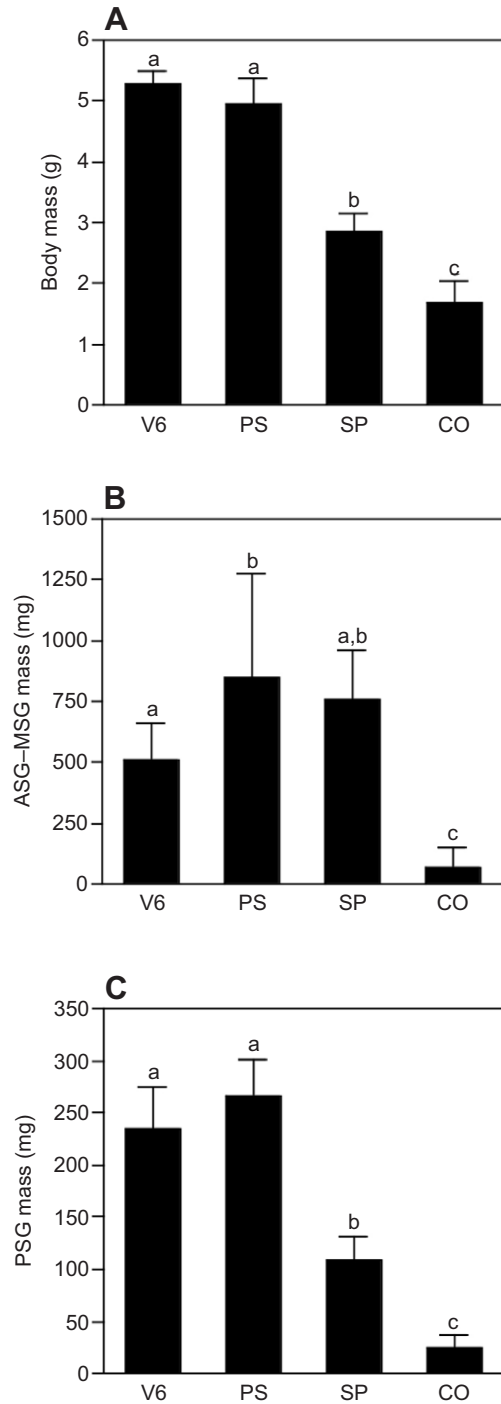 A
Body mass (g)
6
5
4
3
2
1
0
a
a
b
c
V6 PS SP CO
B
ASG–MSG mass (mg)
1500
1250
1000
750
500
250
0
a
b
a,b
c
V6 PS SP CO
C
PSG mass (mg)
350
300
250
200
150
100
50
0
a
a
b
c
V6 PS SP CO